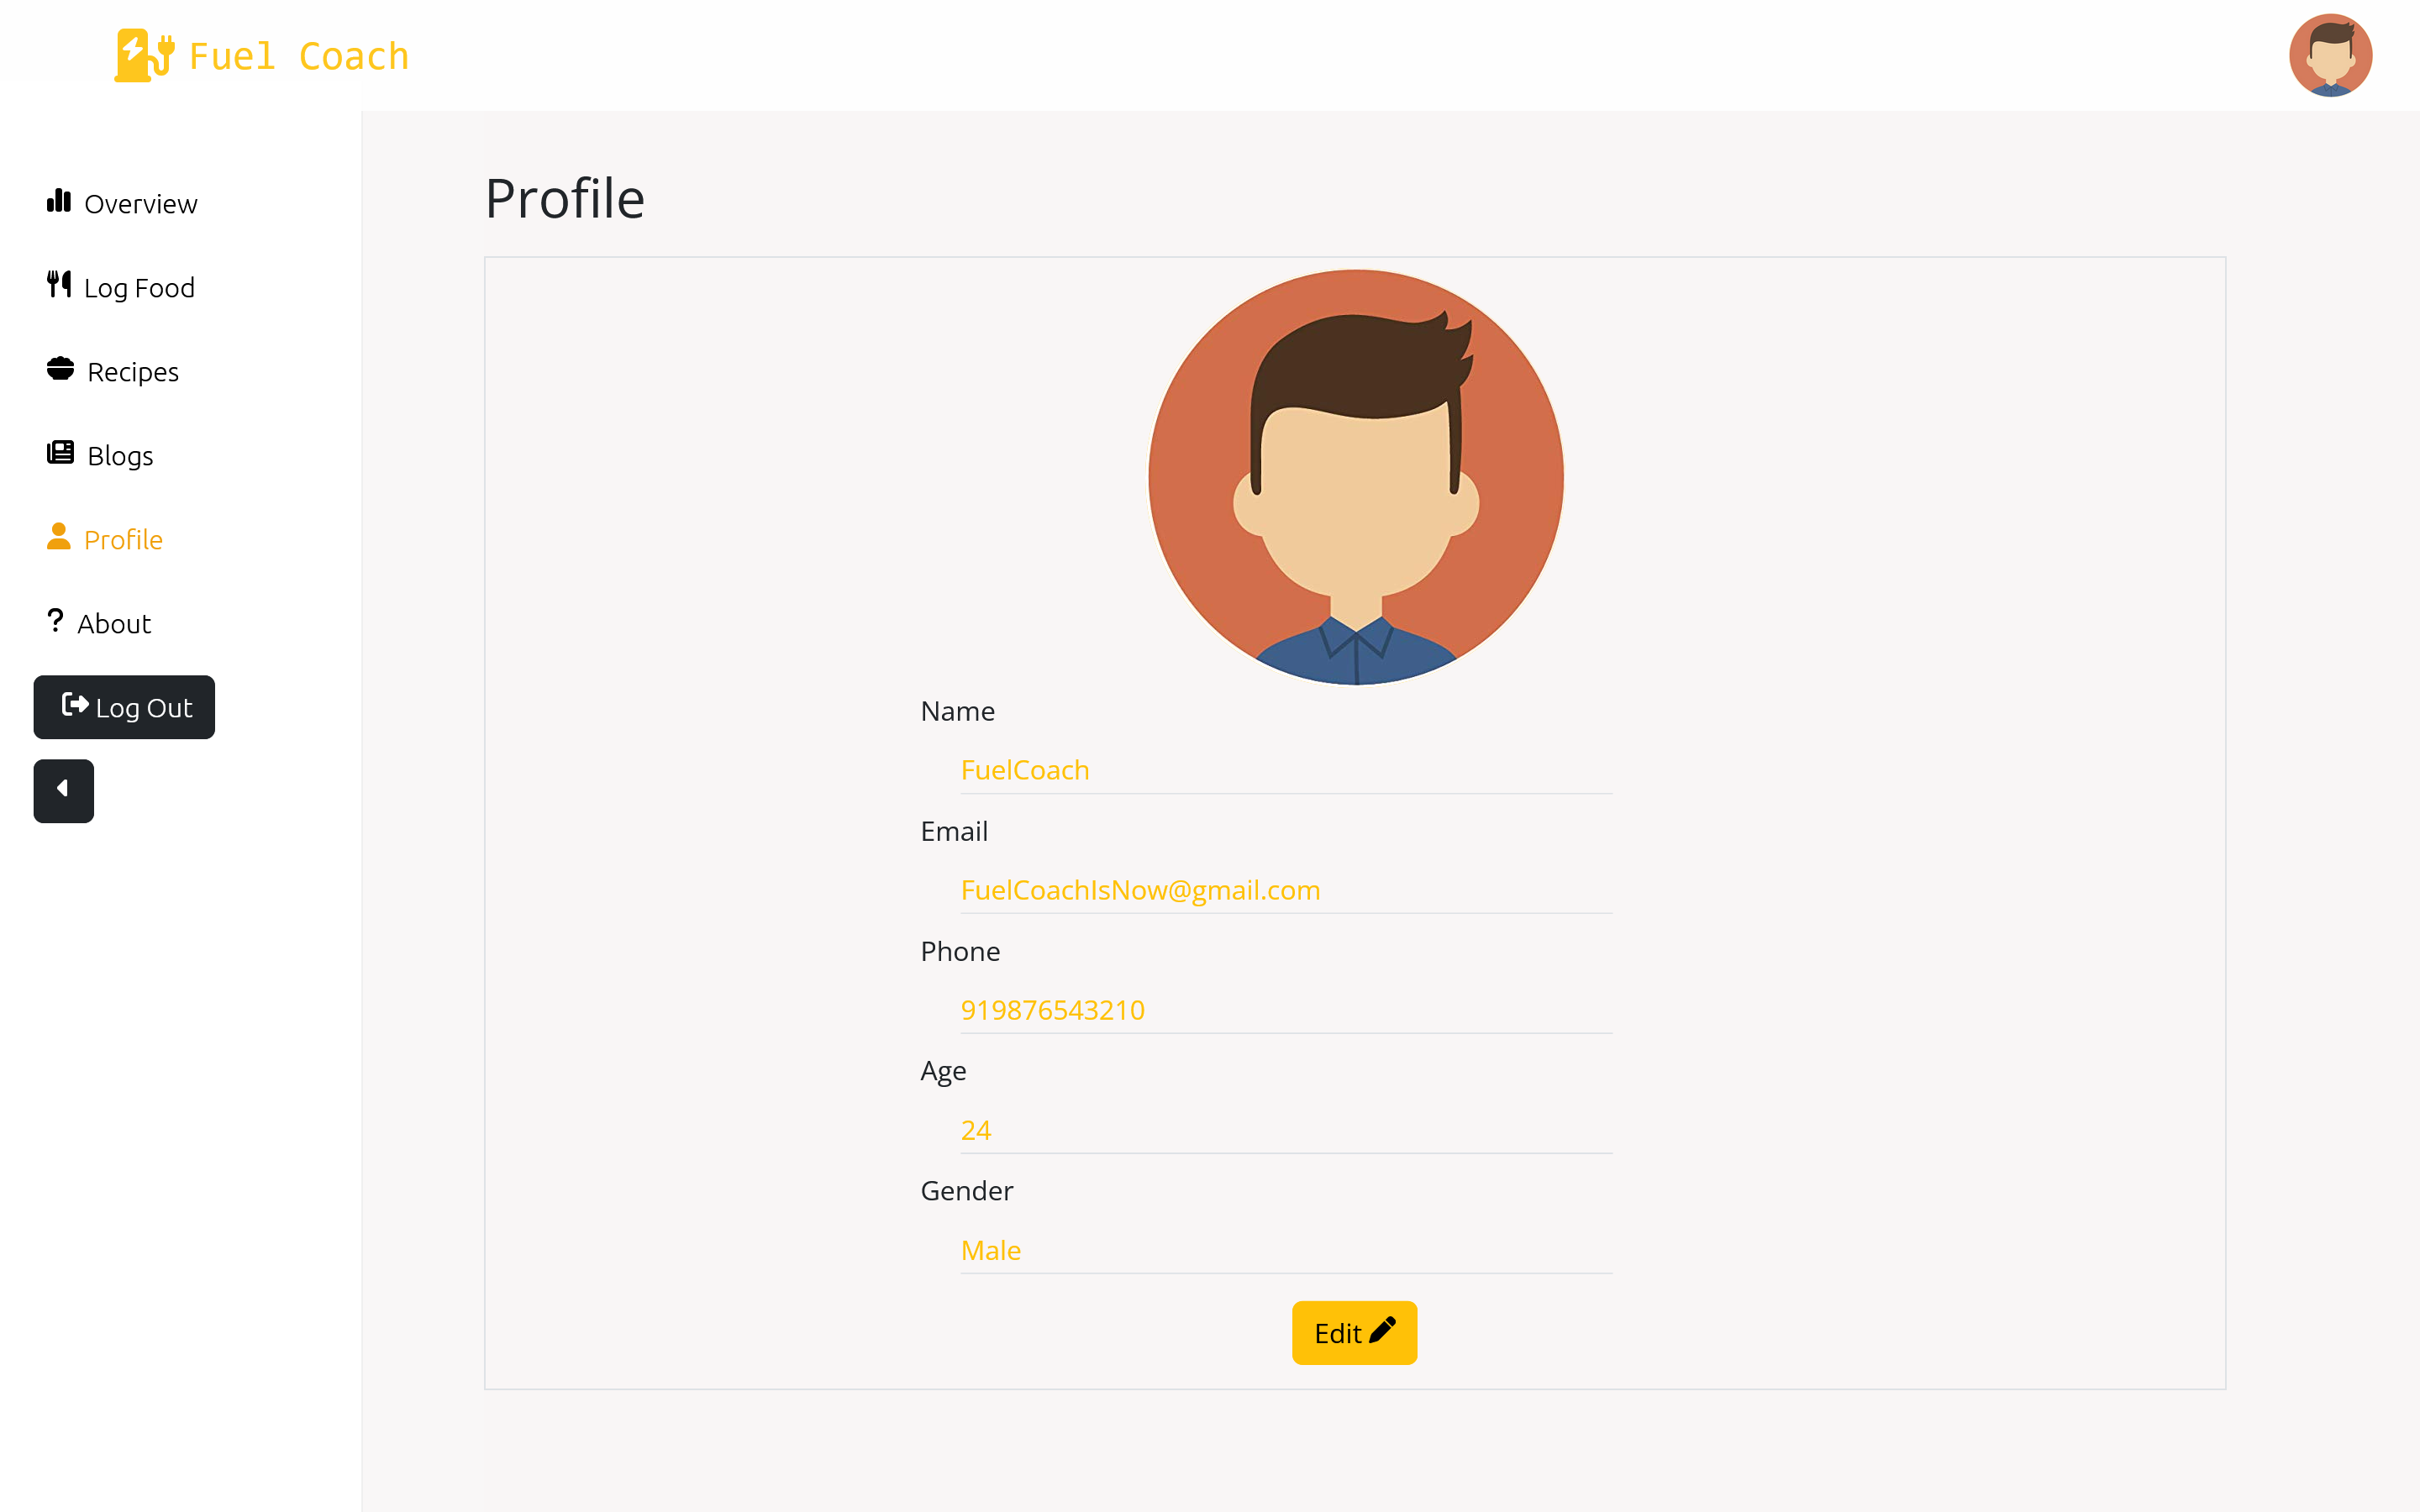 Fuel Coach
Overview
Log Food
Recipes
Blogs
Profile
About
Log Out
Profile
Name
FuelCoach
Email
FuelCoachIsNow@gmail.com
Phone
919876543210
Age
24
Gender
Male
Edit